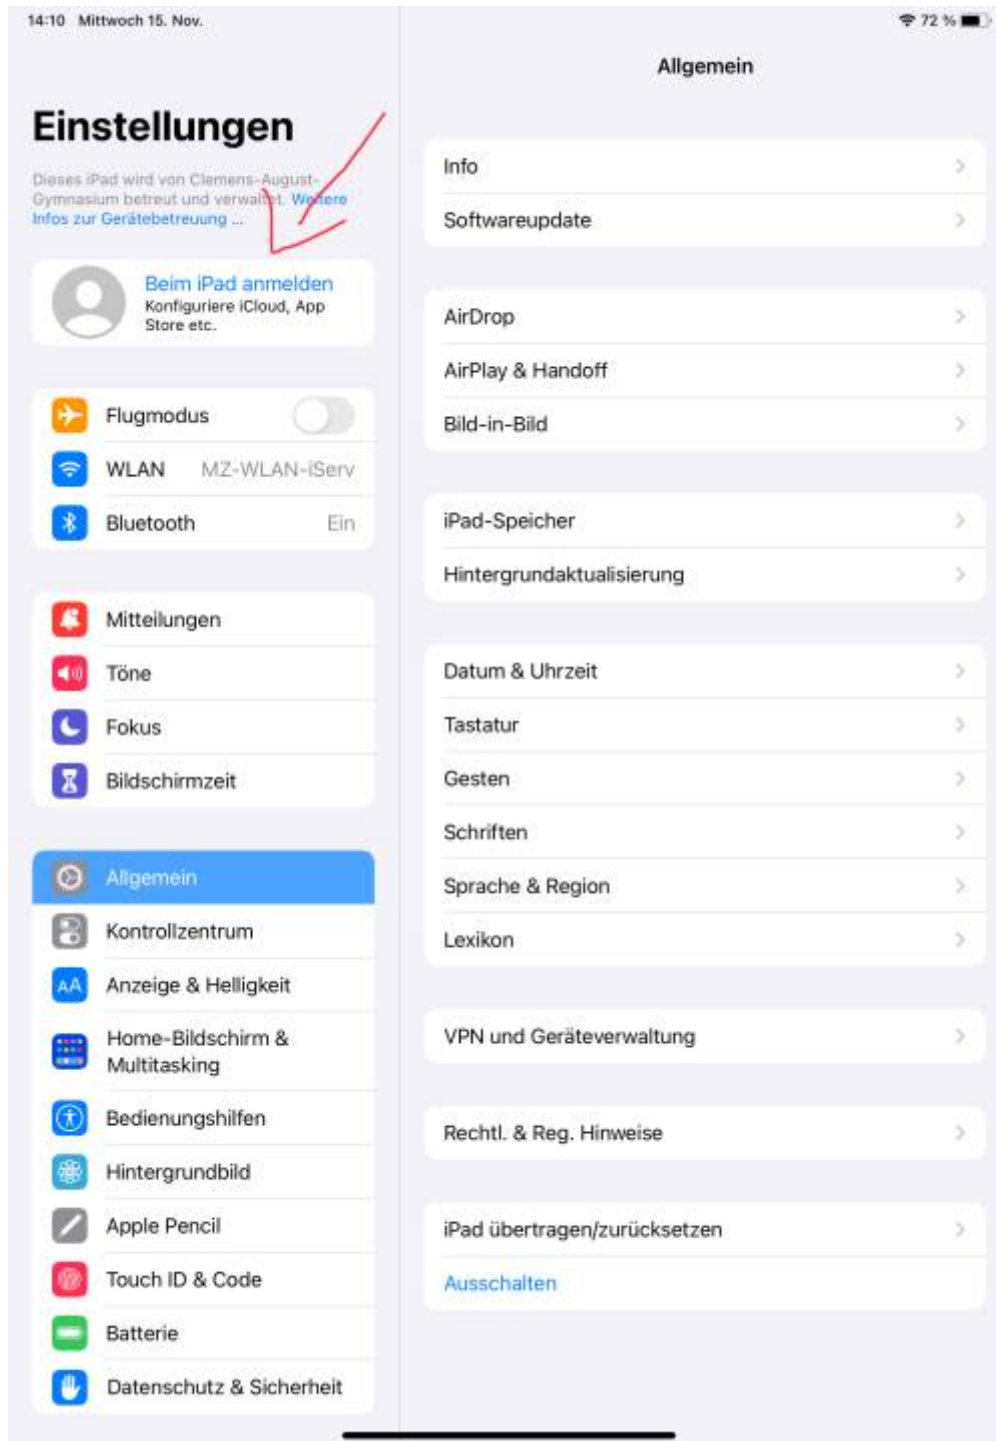 14:10 Mittwoch 15. Nov.
72 %
Einstellungen
Dieses iPad wird von Clemens-August-
Gymnasium betreut und verwaltet. Weitere
Infos zur Gerätebetreuung ...
Beim iPad anmelden
Konfiguriere iCloud, App
Store etc.
Flugmodus
WLAN MZ-WLAN-iServ
Bluetooth Ein
Mitteilungen
Töne
Fokus
Bildschirmzeit
Allgemein
Kontrollzentrum
AA Anzeige & Helligkeit
Home-Bildschirm &
Multitasking
Bedienungshilfen
Hintergrundbild
Apple Pencil
Touch ID & Code
Batterie
Datenschutz & Sicherheit
Allgemein
Info
Softwareupdate
AirDrop
AirPlay & Handoff
Bild-in-Bild
iPad-Speicher
Hintergrundaktualisierung
Datum & Uhrzeit
Tastatur
Gesten
Schriften
Sprache & Region
Lexikon
VPN und Geräteverwaltung
Rechtl. & Reg. Hinweise
iPad übertragen/zurücksetzen
Ausschalten